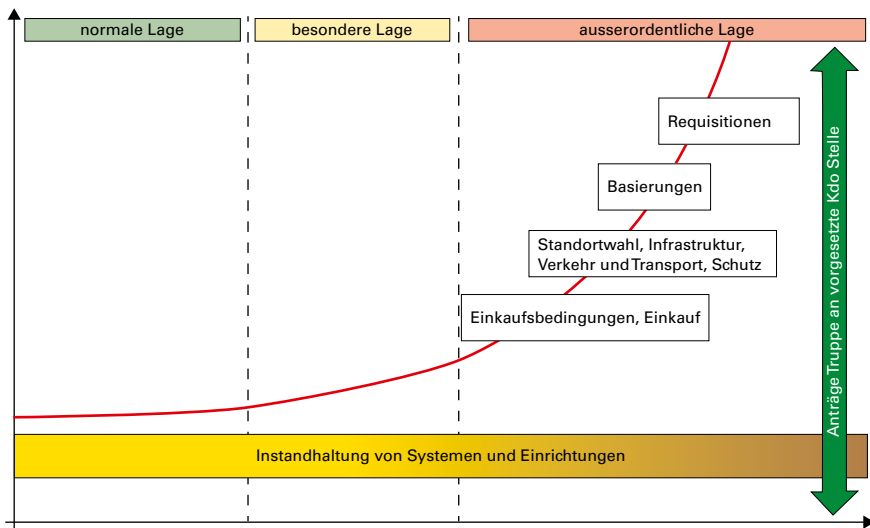 normale Lage
besondere Lage
ausserordentliche Lage
Requisitionen
Basierungen
Standortwahl, Infrastruktur,
Verkehr und Transport, Schutz
Einkaufsbedingungen, Einkauf
Anträge Truppe an vorgesetzte Kdo Stelle
Instandhaltung von Systemen und Einrichtungen